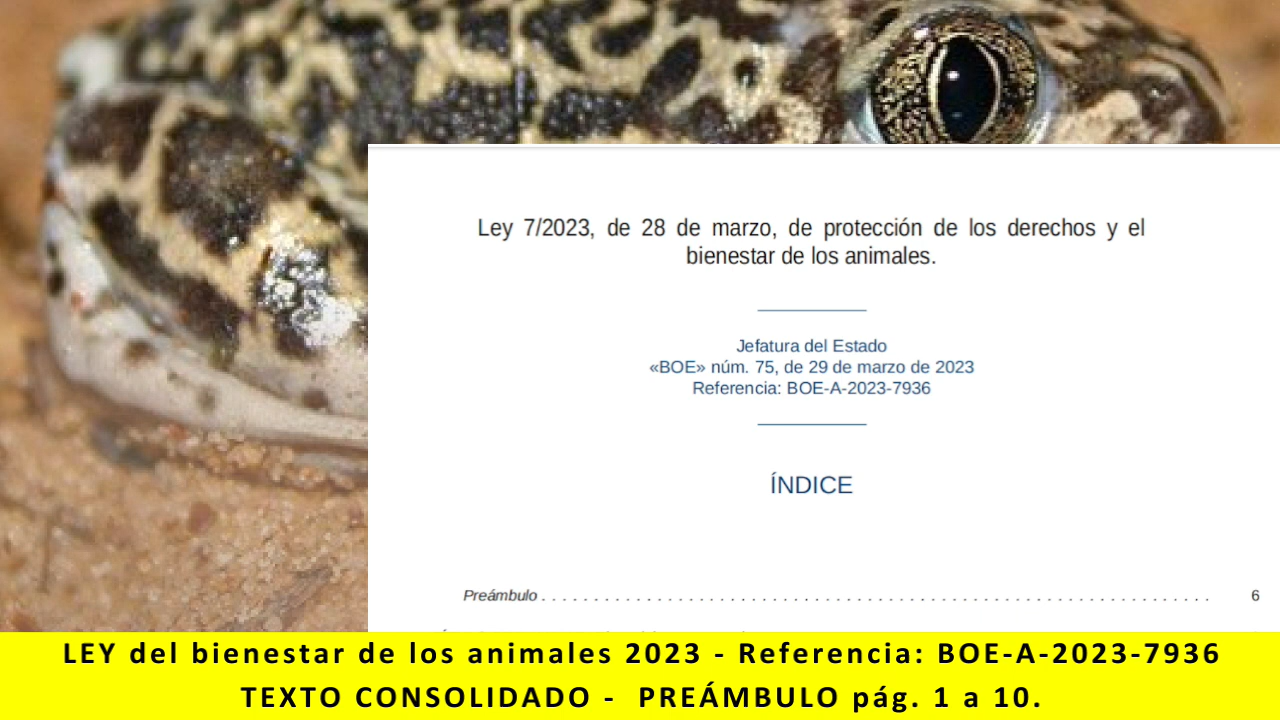 Ley 7/2023, de 28 de marzo, de protección de los derechos y el
bienestar de los animales.
Jefatura del Estado
«BOE» núm. 75, de 29 de marzo de 2023
Referencia: BOE-A-2023-7936
ÍNDICE
Preámbulo . . . . . . . . . . . . . . . . . . . . . . . . . . . . . . . . . . . . . . . . . . . . . . . . . . . . . . . . . . . . . . . . 6
LEY del bienestar de los animales 2023 - Referencia: BOE-A-2023-7936
TEXTO CONSOLIDADO - PREÁMBULO pág. 1 a 10.